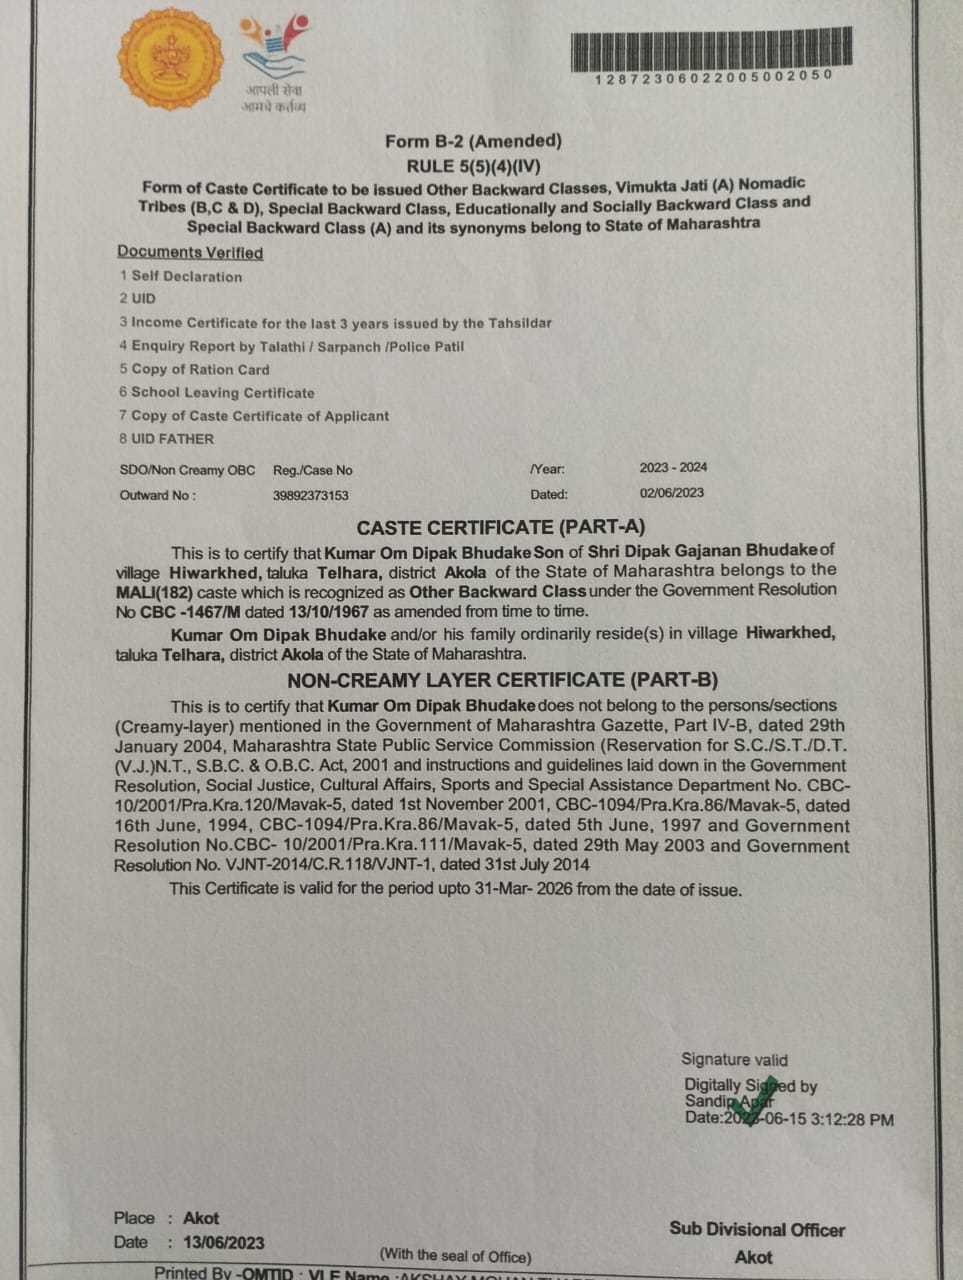 आपली सेवा
आमचे कर्तव्य
12872306022005002050
Form B-2 (Amended)
RULE 5(5)(4)(IV)
Form of Caste Certificate to be issued Other Backward Classes, Vimukta Jati (A) Nomadic
Tribes (B,C & D), Special Backward Class, Educationally and Socially Backward Class and
Special Backward Class (A) and its synonyms belong to State of Maharashtra
Documents Verified
1 Self Declaration
2 UID
3 Income Certificate for the last 3 years issued by the Tahsildar
4 Enquiry Report by Talathi / Sarpanch /Police Patil
5 Copy of Ration Card
6 School Leaving Certificate
7 Copy of Caste Certificate of Applicant
8 UID FATHER
SDO/Non Creamy OBC Reg./Case No /Year: 2023 - 2024
Outward No : 39892373153 Dated: 02/06/2023
CASTE CERTIFICATE (PART-A)
This is to certify that Kumar Om Dipak Bhudake Son of Shri Dipak Gajanan Bhudake of
village Hiwarkhed, taluka Telhara, district Akola of the State of Maharashtra belongs to the
MALI(182) caste which is recognized as Other Backward Class under the Government Resolution
No CBC -1467/M dated 13/10/1967 as amended from time to time.
Kumar Om Dipak Bhudake and/or his family ordinarily reside(s) in village Hiwarkhed,
taluka Telhara, district Akola of the State of Maharashtra.
NON-CREAMY LAYER CERTIFICATE (PART-B)
This is to certify that Kumar Om Dipak Bhudake does not belong to the persons/sections
(Creamy-layer) mentioned in the Government of Maharashtra Gazette, Part IV-B, dated 29th
January 2004, Maharashtra State Public Service Commission (Reservation for S.C./S.T./D.T.
(V.J.)N.T., S.B.C. & O.B.C. Act, 2001 and instructions and guidelines laid down in the Government
Resolution, Social Justice, Cultural Affairs, Sports and Special Assistance Department No. CBC-
10/2001/Pra.Kra.120/Mavak-5, dated 1st November 2001, CBC-1094/Pra.Kra.86/Mavak-5, dated
16th June, 1994, CBC-1094/Pra.Kra.86/Mavak-5, dated 5th June, 1997 and Government
Resolution No.CBC- 10/2001/Pra.Kra.111/Mavak-5, dated 29th May 2003 and Government
Resolution No. VJNT-2014/C.R.118/VJNT-1, dated 31st July 2014
This Certificate is valid for the period upto 31-Mar- 2026 from the date of issue.
Signature valid
Digitally Signed by
Sandip Apar
Date:2023-06-15 3:12:28 PM
Place : Akot
Date : 13/06/2023
(With the seal of Office)
Sub Divisional Officer
Akot
Printed By -OMTID : VLE Name :AKSHAY MOHAN